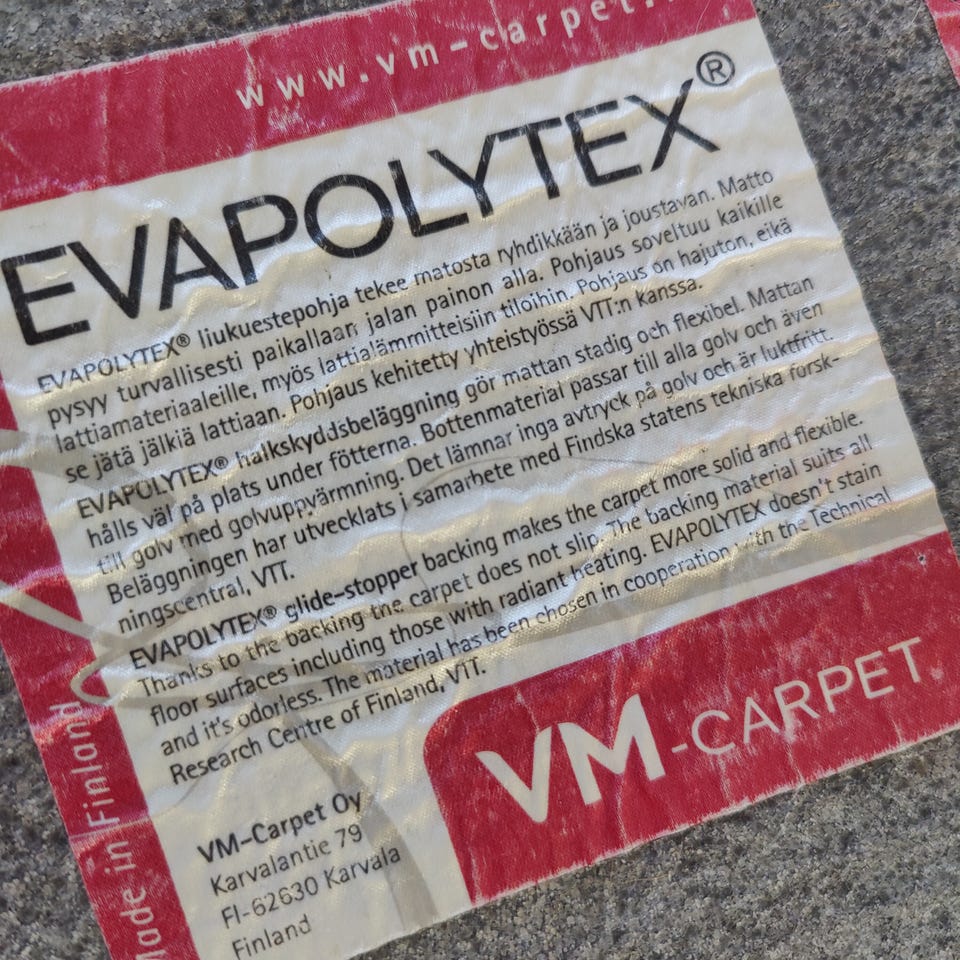 www.vm-carpet.
EVAPOLYTEX®
EVAPOLYTEX® liukuestepohja tekee matosta ryhdikkään ja joustavan. Matto
pysyy turvallisesti paikallaan jalan painon alla. Pohjaus soveltuu kaikille
lattiamateriaaleille, myös lattialämmitteisiin tiloihin. Pohjaus on hajuton, eikä
se jätä jälkiä lattiaan. Pohjaus kehitetty yhteistyössä VTT:n kanssa.
EVAPOLYTEX® halkskyddsbeläggning gör mattan stadig och flexibel. Mattan
hålls väl på plats under fötterna. Bottenmaterial passar till alla golv och även
till golv med golvuppvärmning. Det lämnar inga avtryck på golv och är luktfritt.
Beläggningen har utvecklats i samarhete med Findska statens tekniska forsk-
ningscentral, VTT.
EVAPOLYTEX® glide-stopper backing makes the carpet more solid and flexible.
Thanks to the backing the carpet does not slip. The backing material suits all
floor surfaces including those with radiant heating. EVAPOLYTEX doesn't stain
and it's odorless. The material has been chosen in cooperation with the Technical
Research Centre of Finland, VTT.
VM-CARPET
VM-Carpet Oy
Karvalantie 79
FI-62630 Karvala
Finland
Made in Finland